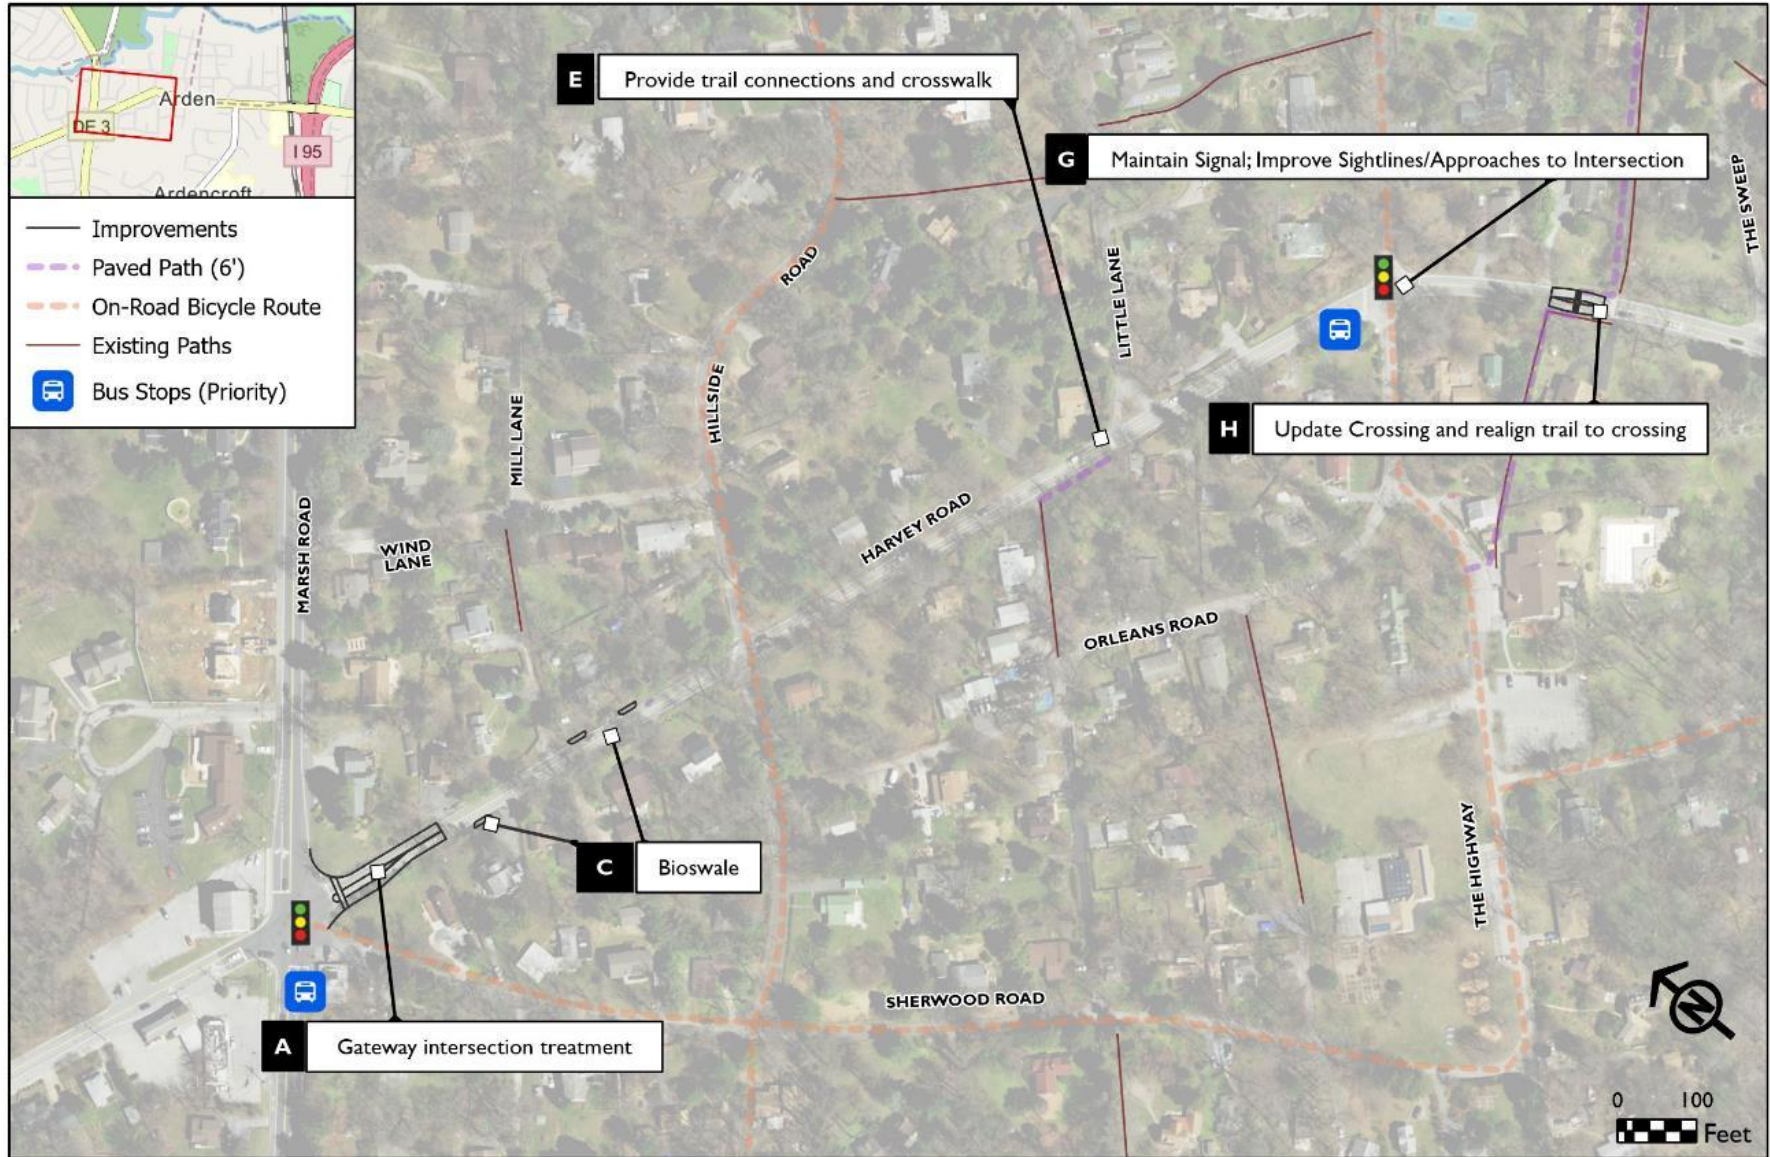 Arden
DE 3
I 95
Ardencroft
Improvements
Paved Path (6')
On-Road Bicycle Route
Existing Paths
Bus Stops (Priority)
E Provide trail connections and crosswalk
G Maintain Signal; Improve Sightlines/Approaches to Intersection
THE SWEEP
ROAD
LITTLE LANE
HILLSIDE
MILL LANE
H Update Crossing and realign trail to crossing
MARSH ROAD
WIND
LANE
HARVEY ROAD
ORLEANS ROAD
C Bioswale
THE HIGHWAY
SHERWOOD ROAD
A Gateway intersection treatment
N
0 100
Feet